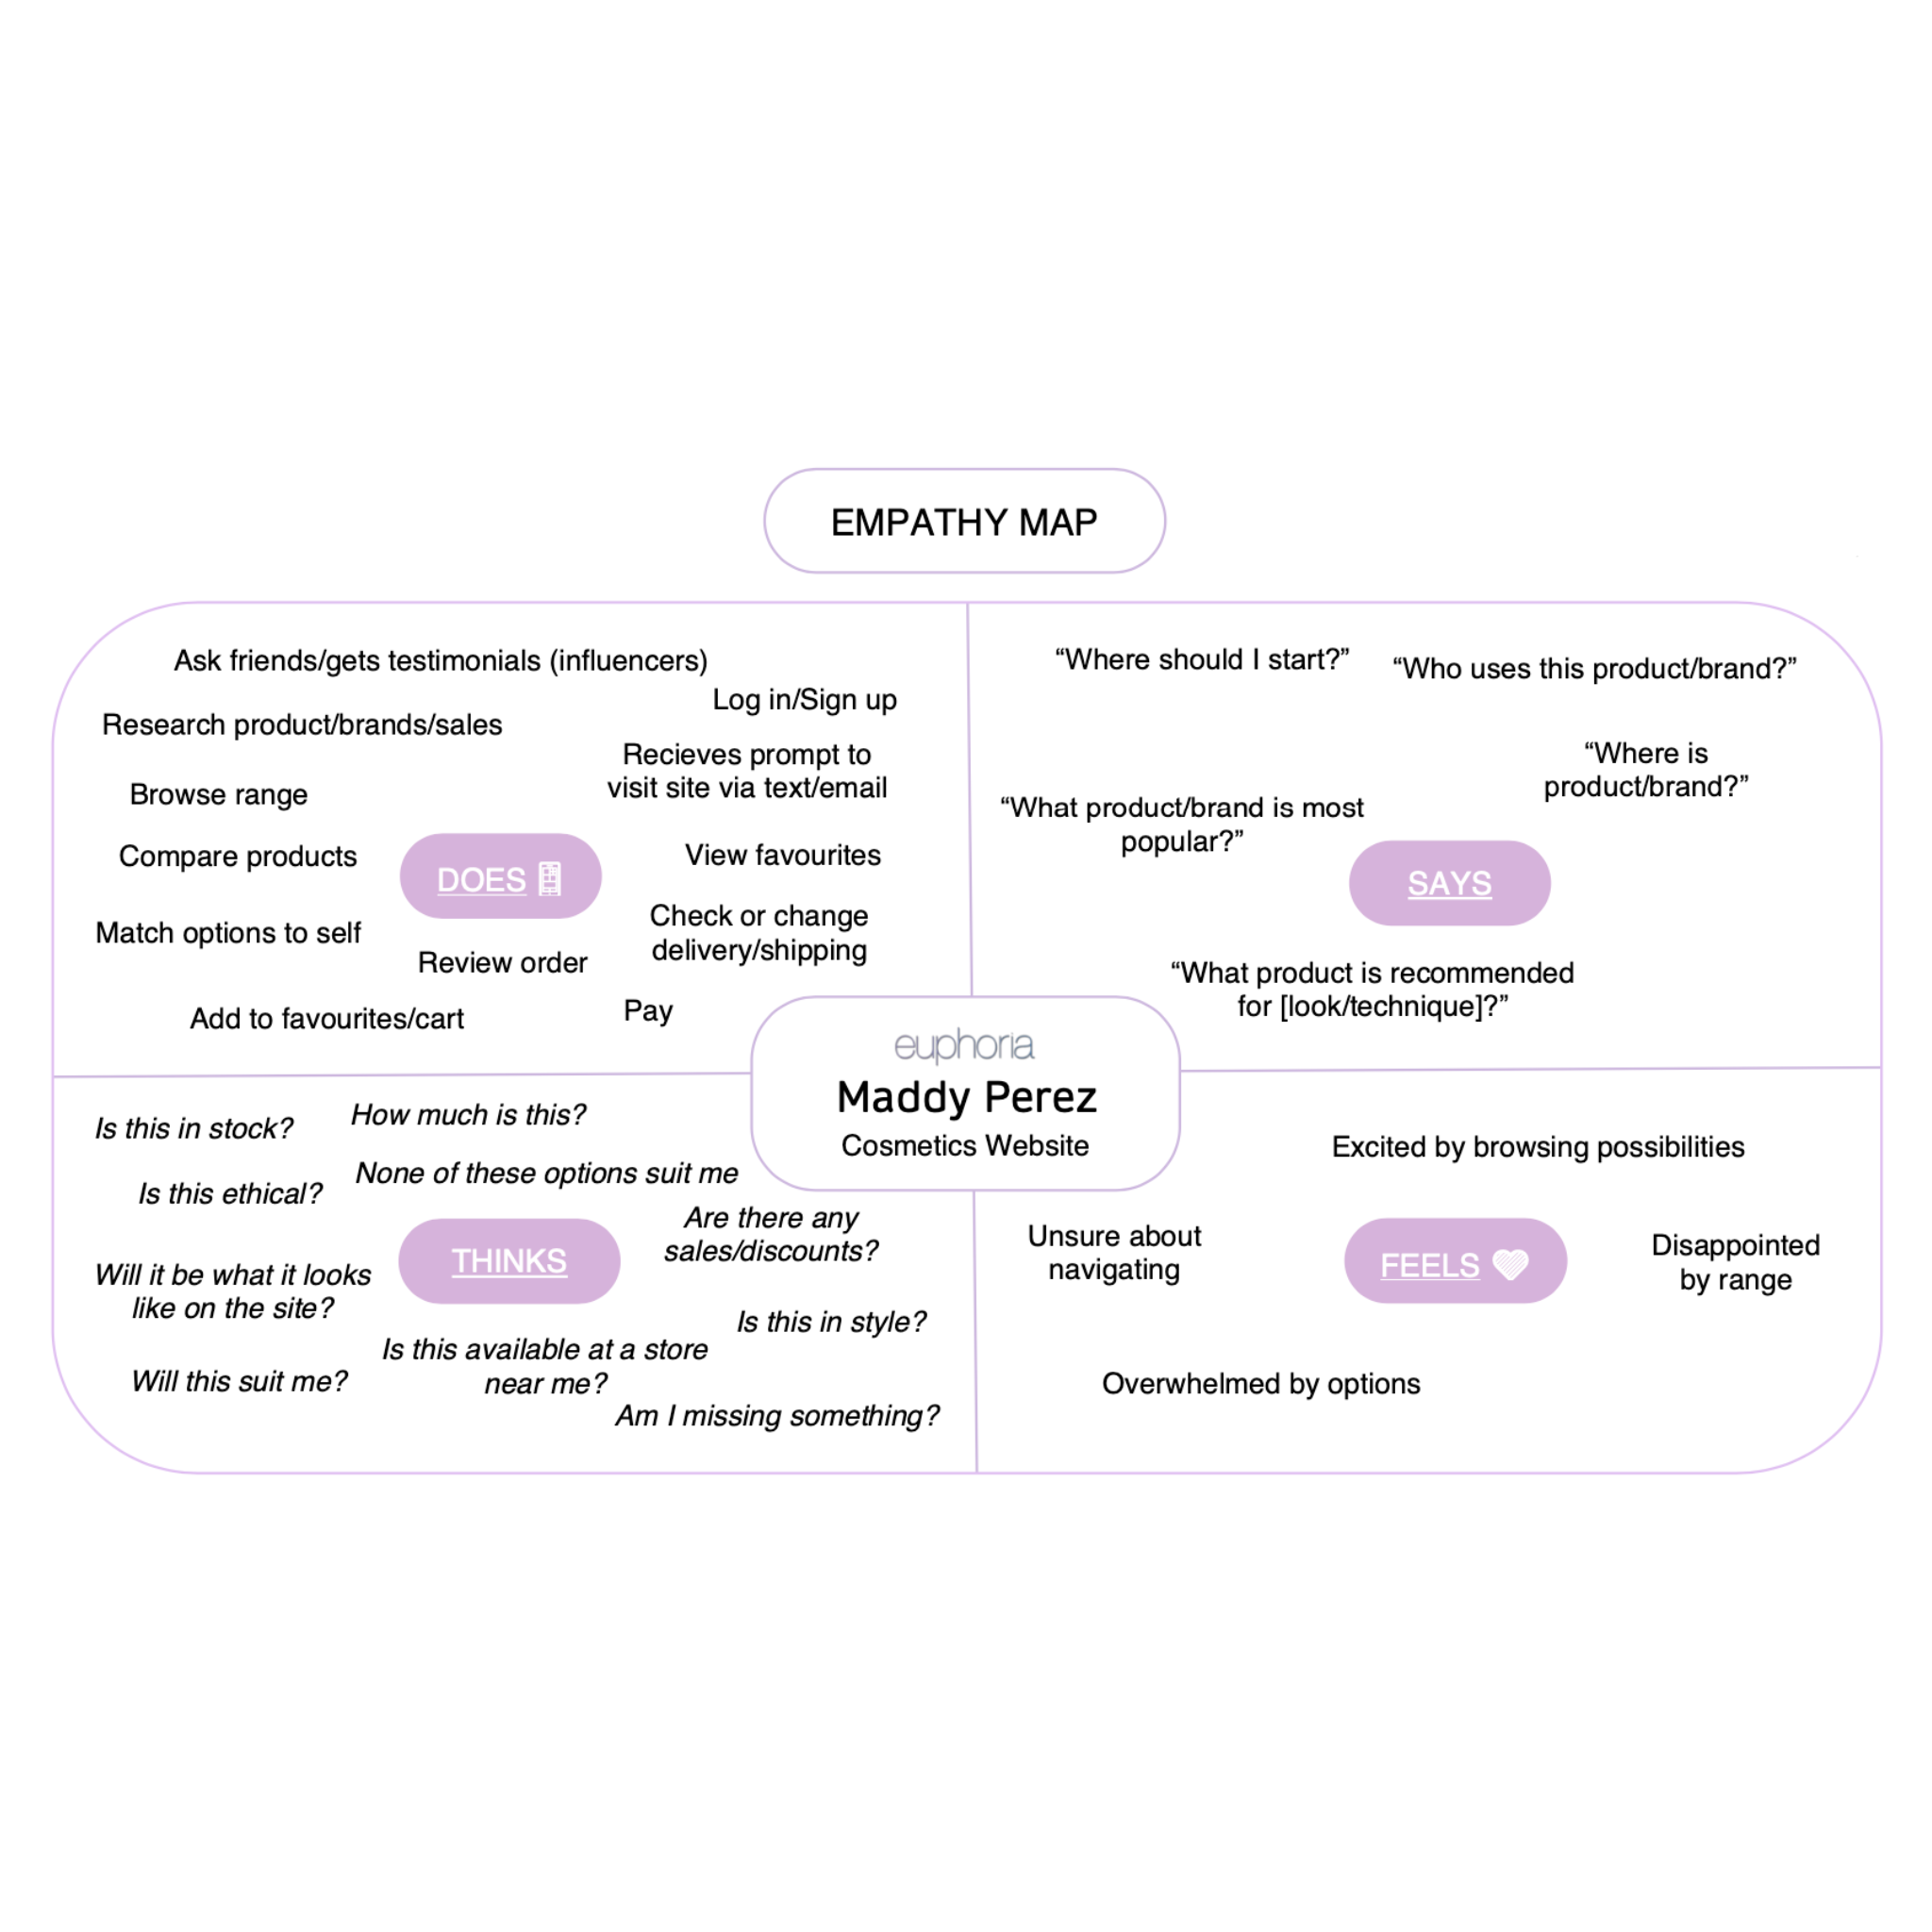 EMPATHY MAP
Ask friends/gets testimonials (influencers)
Log in/Sign up
Research product/brands/sales
Recieves prompt to
visit site via text/email
Browse range
Compare products
DOES
View favourites
Match options to self
Check or change
delivery/shipping
Review order
Add to favourites/cart
Pay
“Where should I start?”
“Who uses this product/brand?”
“Where is
product/brand?”
“What product/brand is most
popular?”
SAYS
“What product is recommended
for [look/technique]?”
euphoria
Maddy Perez
Cosmetics Website
Is this in stock?
How much is this?
None of these options suit me
Is this ethical?
Are there any
sales/discounts?
THINKS
Will it be what it looks
like on the site?
Is this in style?
Is this available at a store
near me?
Will this suit me?
Am I missing something?
Excited by browsing possibilities
Unsure about
navigating
FEELS
Disappointed
by range
Overwhelmed by options